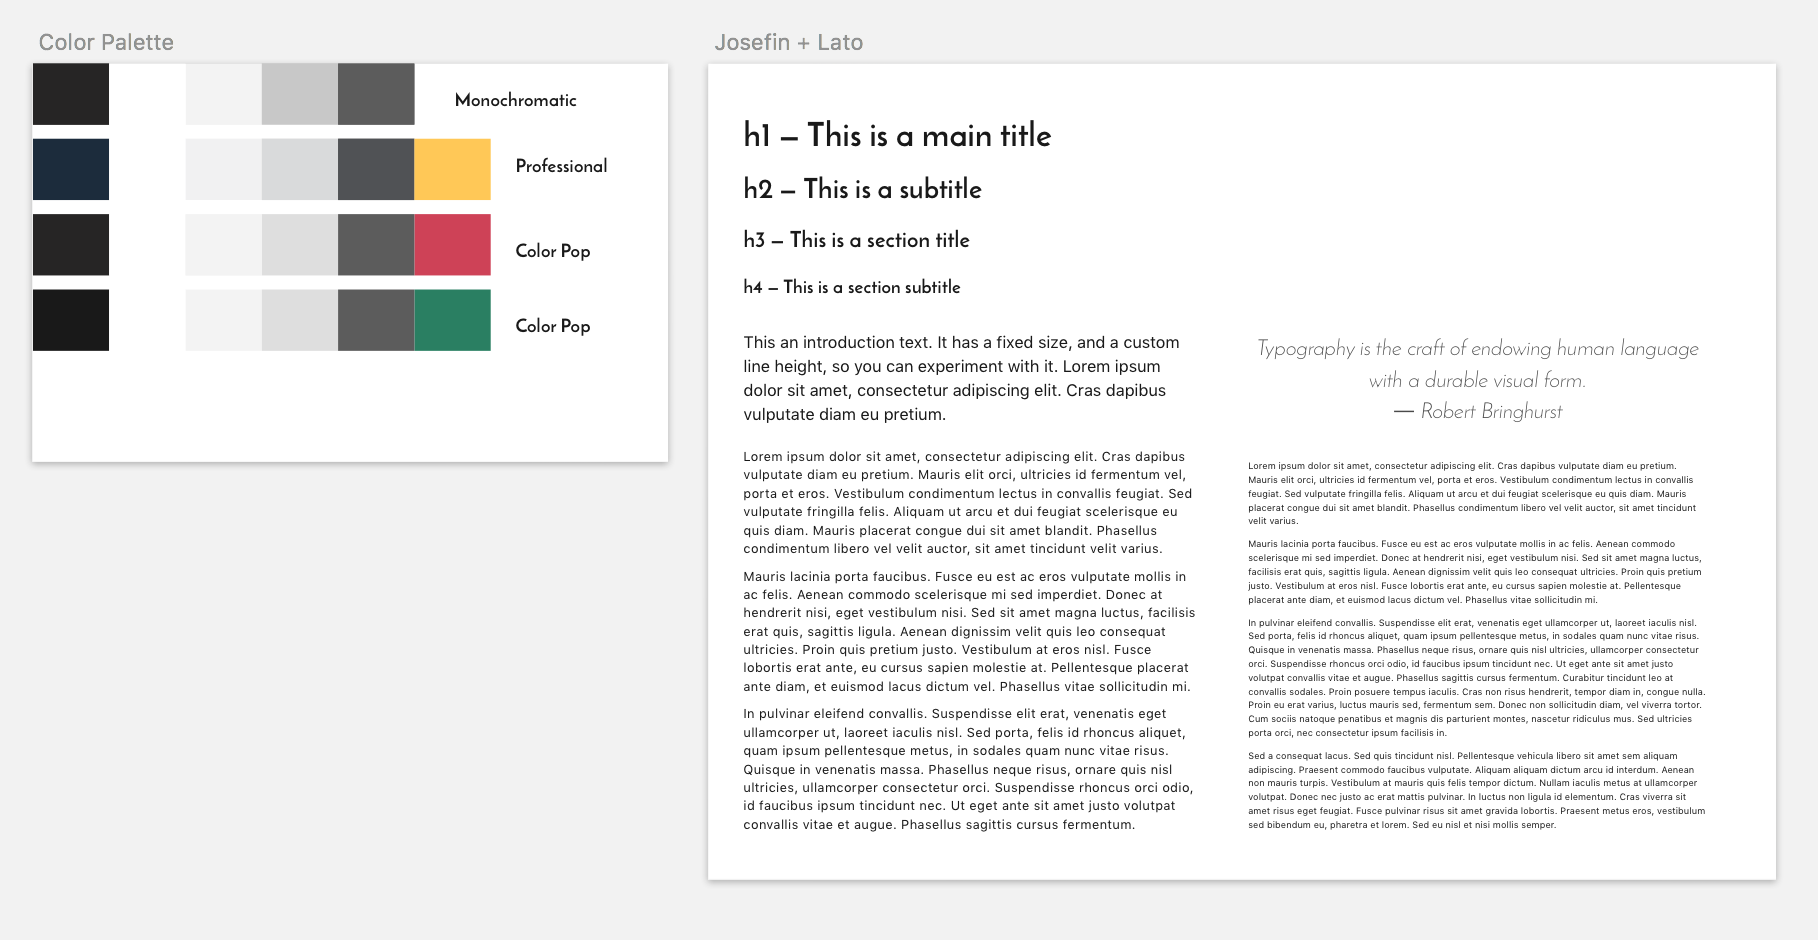 Color Palette
Monochromatic
Professional
Color Pop
Color Pop
Josefin + Lato
h1 – This is a main title
h2 – This is a subtitle
h3 – This is a section title
h4 – This is a section subtitle
This an introduction text. It has a fixed size, and a custom
line height, so you can experiment with it. Lorem ipsum
dolor sit amet, consectetur adipiscing elit. Cras dapibus
vulputate diam eu pretium.
Lorem ipsum dolor sit amet, consectetur adipiscing elit. Cras dapibus
vulputate diam eu pretium. Mauris elit orci, ultricies id fermentum vel,
porta et eros. Vestibulum condimentum lectus in convallis feugiat. Sed
vulputate fringilla felis. Aliquam ut arcu et dui feugiat scelerisque eu
quis diam. Mauris placerat congue dui sit amet blandit. Phasellus
condimentum libero vel velit auctor, sit amet tincidunt velit varius.
Mauris lacinia porta faucibus. Fusce eu est ac eros vulputate mollis in
ac felis. Aenean commodo scelerisque mi sed imperdiet. Donec at
hendrerit nisi, eget vestibulum nisi. Sed sit amet magna luctus, facilisis
erat quis, sagittis ligula. Aenean dignissim velit quis leo consequat
ultricies. Proin quis pretium justo. Vestibulum at eros nisl. Fusce
lobortis erat ante, eu cursus sapien molestie at. Pellentesque placerat
ante diam, et euismod lacus dictum vel. Phasellus vitae sollicitudin mi.
In pulvinar eleifend convallis. Suspendisse elit erat, venenatis eget
ullamcorper ut, laoreet iaculis nisl. Sed porta, felis id rhoncus aliquet,
quam ipsum pellentesque metus, in sodales quam nunc vitae risus.
Quisque in venenatis massa. Phasellus neque risus, ornare quis nisl
ultricies, ullamcorper consectetur orci. Suspendisse rhoncus orci odio,
id faucibus ipsum tincidunt nec. Ut eget ante sit amet justo volutpat
convallis vitae et augue. Phasellus sagittis cursus fermentum.
Typography is the craft of endowing human language
with a durable visual form.
— Robert Bringhurst
Lorem ipsum dolor sit amet, consectetur adipiscing elit. Cras dapibus vulputate diam eu pretium.
Mauris elit orci, ultricies id fermentum vel, porta et eros. Vestibulum condimentum lectus in convallis
feugiat. Sed vulputate fringilla felis. Aliquam ut arcu et dui feugiat scelerisque eu quis diam. Mauris
placerat congue dui sit amet blandit. Phasellus condimentum libero vel velit auctor, sit amet tincidunt
velit varius.
Mauris lacinia porta faucibus. Fusce eu est ac eros vulputate mollis in ac felis. Aenean commodo
scelerisque mi sed imperdiet. Donec at hendrerit nisi, eget vestibulum nisi. Sed sit amet magna luctus,
facilisis erat quis, sagittis ligula. Aenean dignissim velit quis leo consequat ultricies. Proin quis pretium
justo. Vestibulum at eros nisl. Fusce lobortis erat ante, eu cursus sapien molestie at. Pellentesque
placerat ante diam, et euismod lacus dictum vel. Phasellus vitae sollicitudin mi.
In pulvinar eleifend convallis. Suspendisse elit erat, venenatis eget ullamcorper ut, laoreet iaculis nisl.
Sed porta, felis id rhoncus aliquet, quam ipsum pellentesque metus, in sodales quam nunc vitae risus.
Quisque in venenatis massa. Phasellus neque risus, ornare quis nisl ultricies, ullamcorper consectetur
orci. Suspendisse rhoncus orci odio, id faucibus ipsum tincidunt nec. Ut eget ante sit amet justo
volutpat convallis vitae et augue. Phasellus sagittis cursus fermentum. Curabitur tincidunt leo at
convallis sodales. Proin posuere tempus iaculis. Cras non risus hendrerit, tempor diam in, congue nulla.
Proin eu erat varius, luctus mauris sed, fermentum sem. Donec non sollicitudin diam, vel viverra tortor.
Cum sociis natoque penatibus et magnis dis parturient montes, nascetur ridiculus mus. Sed ultricies
porta orci, nec consectetur ipsum facilisis in.
Sed a consequat lacus. Sed quis tincidunt nisl. Pellentesque vehicula libero sit amet sem aliquam
adipiscing. Praesent commodo faucibus vulputate. Aliquam aliquam dictum arcu id interdum. Aenean
non mauris turpis. Vestibulum at mauris quis felis tempor dictum. Nullam iaculis metus at ullamcorper
volutpat. Donec nec justo ac erat mattis pulvinar. In luctus non ligula id elementum. Cras viverra sit
amet risus eget feugiat. Fusce pulvinar risus sit amet gravida lobortis. Praesent metus eros, vestibulum
sed bibendum eu, pharetra et lorem. Sed eu nisl et nisi mollis semper.